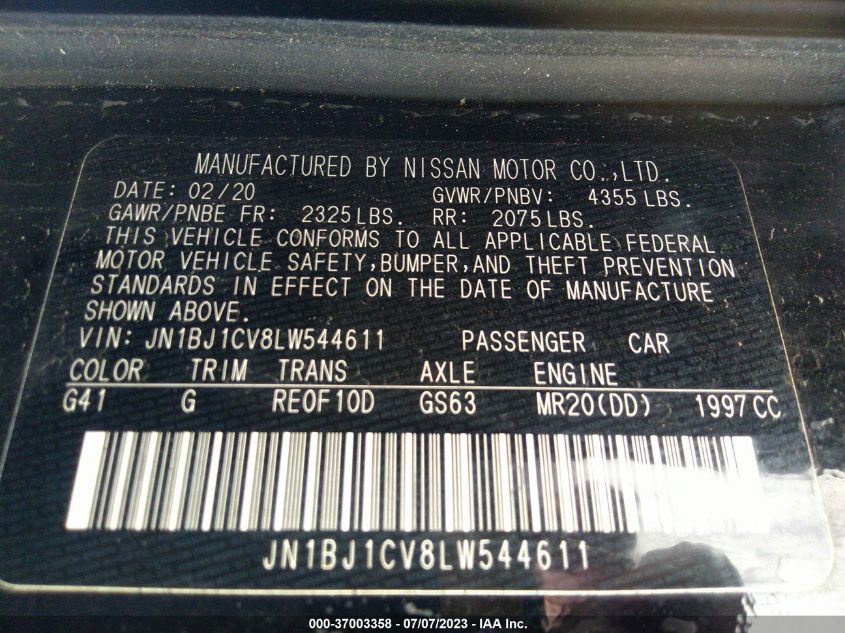 MANUFACTURED BY NISSAN MOTOR CO.,LTD.
DATE: 02/20 GVWR/PNBV: 4355 LBS.
GAWR/PNBE FR: 2325 LBS. RR: 2075 LBS.
THIS VEHICLE CONFORMS TO ALL APPLICABLE FEDERAL
MOTOR VEHICLE SAFETY,BUMPER,AND THEFT PREVENTION
STANDARDS IN EFFECT ON THE DATE OF MANUFACTURE
SHOWN ABOVE.
VIN: JN1BJ1CV8LW544611 PASSENGER CAR
COLOR TRIM TRANS AXLE ENGINE
G41 G RE0F10D GS63 MR20(DD) 1997CC
JN1BJ1CV8LW544611
000-37003358 - 07/07/2023 - IAA Inc.